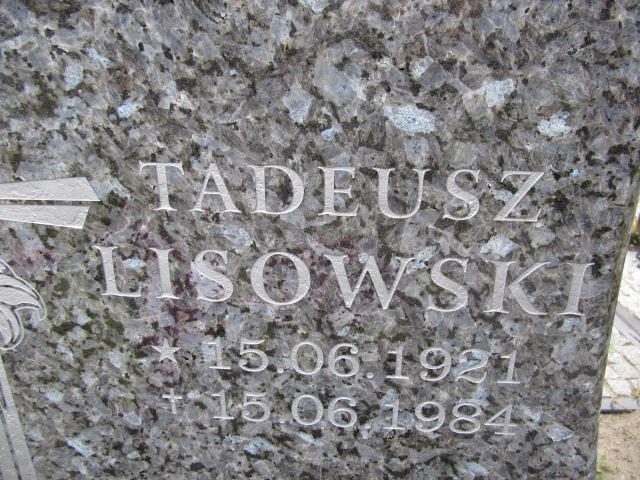 TADEUSZ
LISOWSKI
★ 15.06.1921
† 15.06.1984